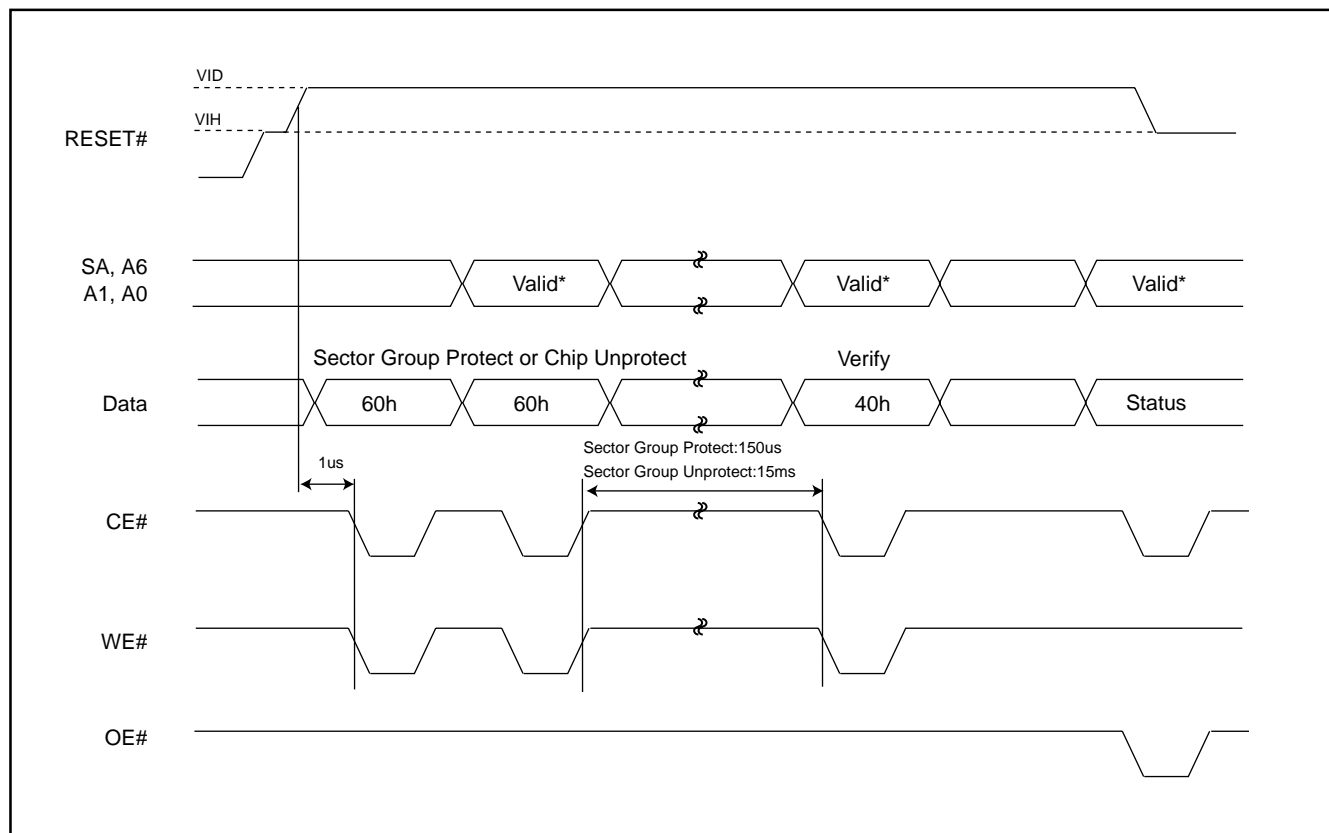 VID
VIH
RESET#
SA, A6
A1, A0
Valid*
Valid*
Valid*
Sector Group Protect or Chip Unprotect
Verify
Data
60h
60h
40h
Status
Sector Group Protect:150us
1us
Sector Group Unprotect:15ms
CE#
WE#
OE#